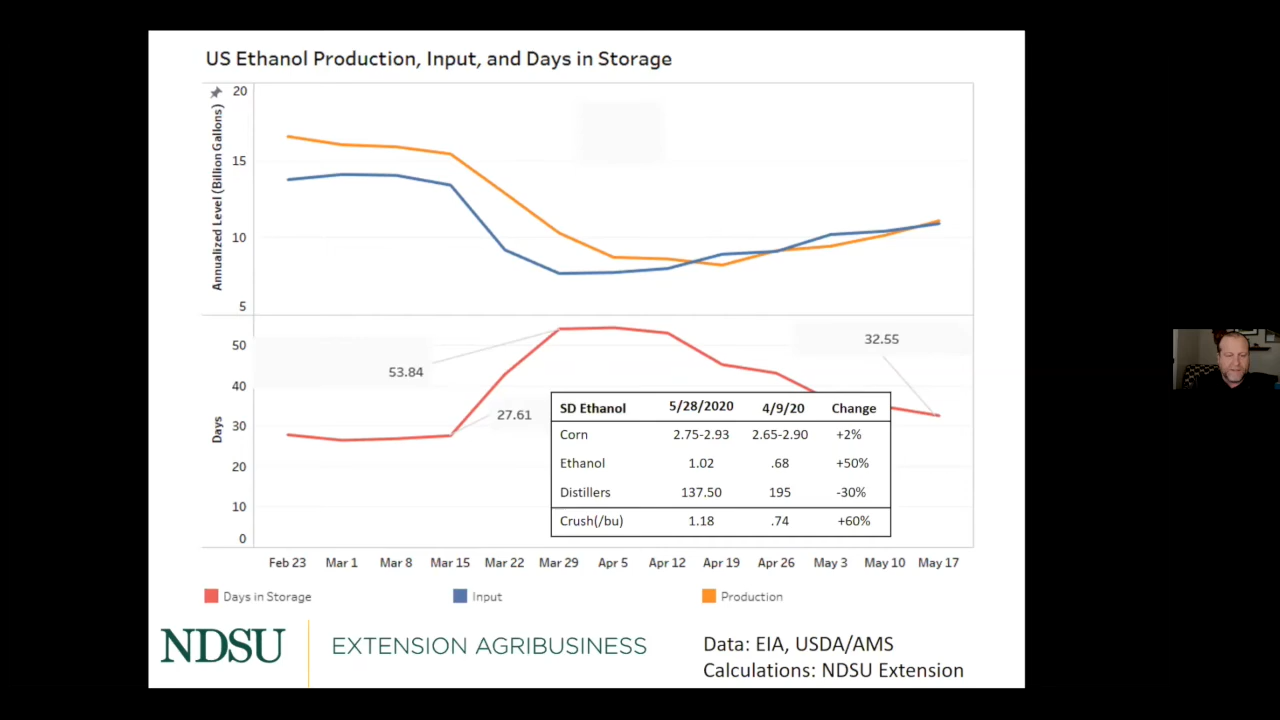 US Ethanol Production, Input, and Days in Storage
Annualized Level (Billion Gallons)
20
15
10
5
Days
50
40
30
20
10
0
53.84
27.61
32.55
SD Ethanol 5/28/2020 4/9/20 Change
Corn 2.75-2.93 2.65-2.90 +2%
Ethanol 1.02 .68 +50%
Distillers 137.50 195 -30%
Crush(/bu) 1.18 .74 +60%
Feb 23 Mar 1 Mar 8 Mar 15 Mar 22 Mar 29 Apr 5 Apr 12 Apr 19 Apr 26 May 3 May 10 May 17
Days in Storage Input Production
NDSU EXTENSION AGRIBUSINESS
Data: EIA, USDA/AMS
Calculations: NDSU Extension